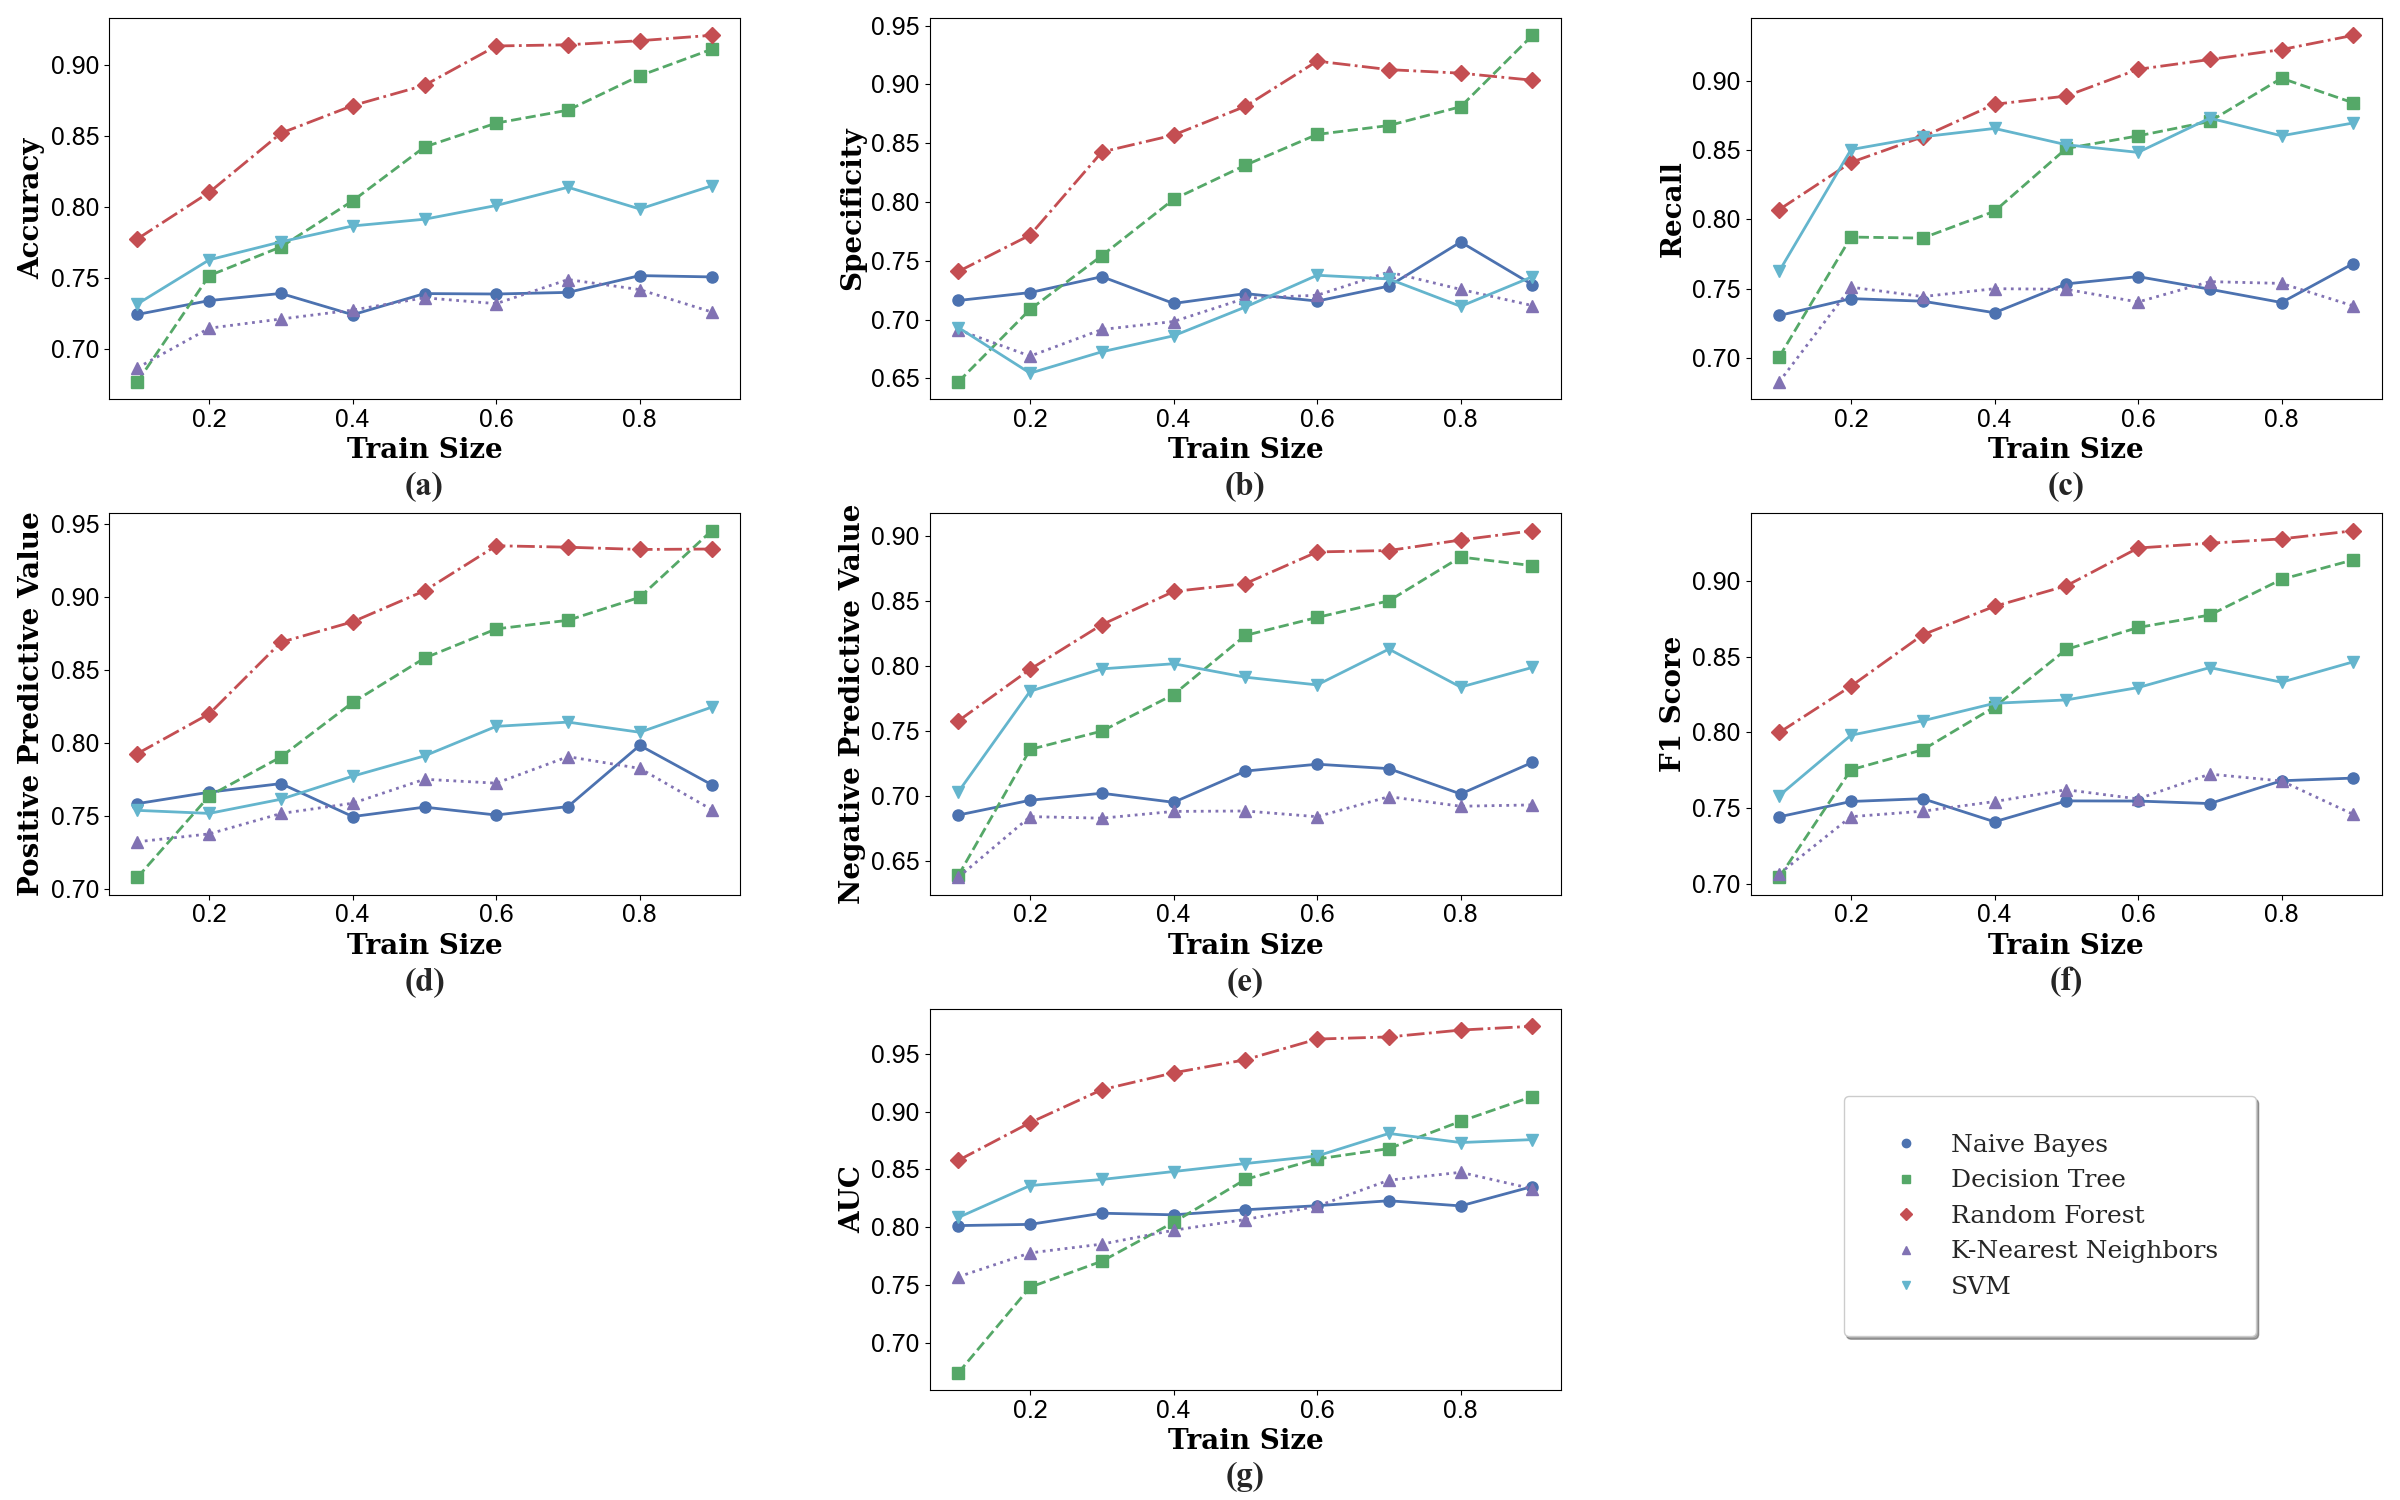 Accuracy
0.90
0.85
0.80
0.75
0.70
0.2 0.4 0.6 0.8
Train Size
(a)
Specificity
0.95
0.90
0.85
0.80
0.75
0.70
0.65
0.2 0.4 0.6 0.8
Train Size
(b)
Recall
0.90
0.85
0.80
0.75
0.70
0.2 0.4 0.6 0.8
Train Size
(c)
Positive Predictive Value
0.95
0.90
0.85
0.80
0.75
0.70
0.2 0.4 0.6 0.8
Train Size
(d)
Negative Predictive Value
0.90
0.85
0.80
0.75
0.70
0.65
0.2 0.4 0.6 0.8
Train Size
(e)
F1 Score
0.90
0.85
0.80
0.75
0.70
0.2 0.4 0.6 0.8
Train Size
(f)
AUC
0.95
0.90
0.85
0.80
0.75
0.70
0.2 0.4 0.6 0.8
Train Size
(g)
Naive Bayes
Decision Tree
Random Forest
K-Nearest Neighbors
SVM